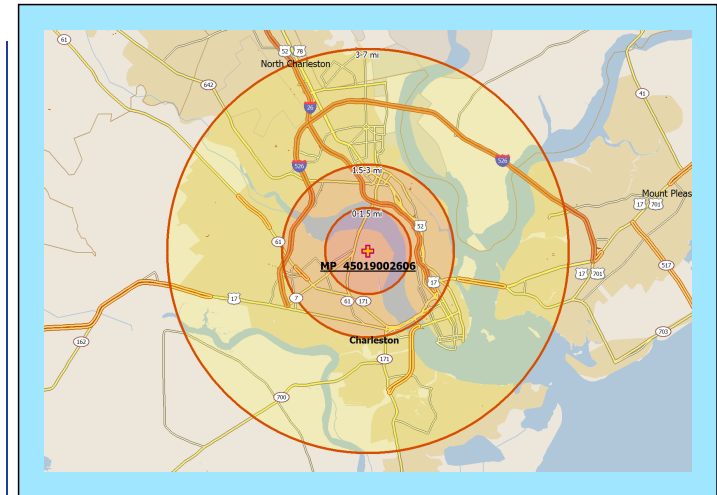 61
52 78
3-7 mi
North Charleston
642
26
41
526
526
1.5-3 mi
Mount Pleas
17 701
0-1.5 mi
52
61
MP_45019002606
517
17 701
17
17
7
61 171
703
162
Charleston
171
700